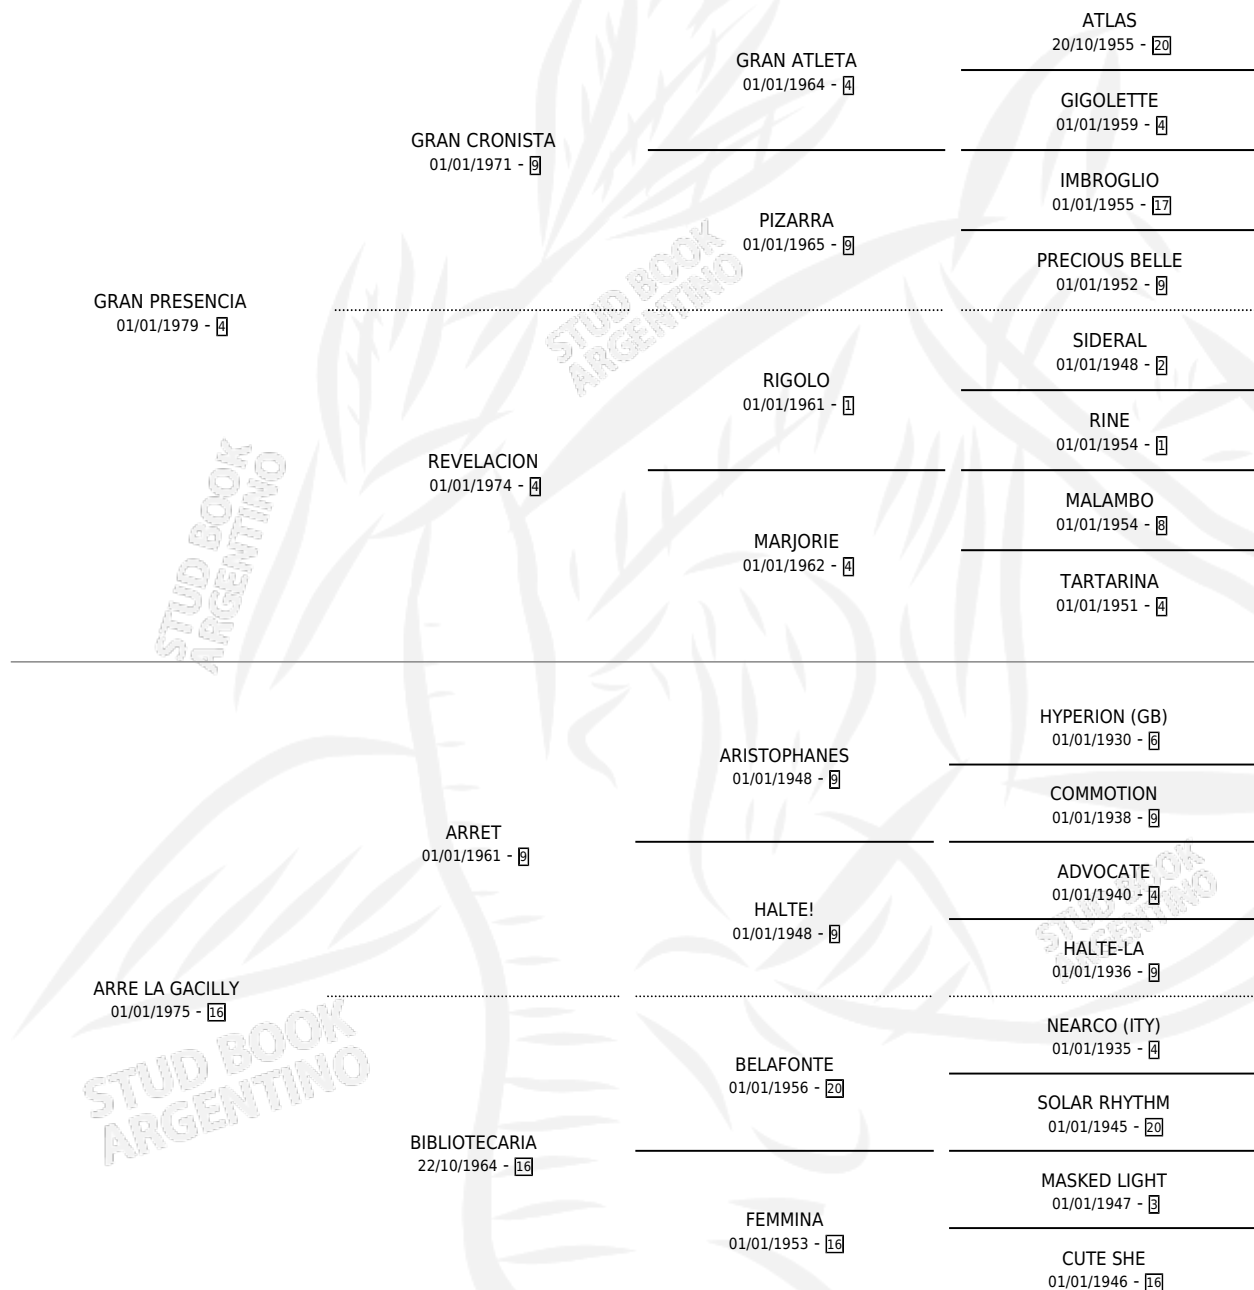 ATLAS
20/10/1955 - 20
GRAN ATLETA
01/01/1964 - 4
GIGOLETTE
01/01/1959 - 4
GRAN CRONISTA
01/01/1971 - 9
IMBROGLIO
01/01/1955 - 17
PIZARRA
01/01/1965 - 9
PRECIOUS BELLE
01/01/1952 - 9
GRAN PRESENCIA
01/01/1979 - 4
SIDERAL
01/01/1948 - 2
RIGOLO
01/01/1961 - 1
RINE
01/01/1954 - 1
REVELACION
01/01/1974 - 4
MALAMBO
01/01/1954 - 8
MARJORIE
01/01/1962 - 4
TARTARINA
01/01/1951 - 4
HYPERION (GB)
01/01/1930 - 6
ARISTOPHANES
01/01/1948 - 9
COMMOTION
01/01/1938 - 9
ARRET
01/01/1961 - 9
ADVOCATE
01/01/1940 - 4
HALTE!
01/01/1948 - 9
HALTE-LA
01/01/1936 - 9
ARRE LA GACILLY
01/01/1975 - 16
NEARCO (ITY)
01/01/1935 - 4
BELAFONTE
01/01/1956 - 20
SOLAR RHYTHM
01/01/1945 - 20
BIBLIOTECARIA
22/10/1964 - 16
MASKED LIGHT
01/01/1947 - 3
FEMMINA
01/01/1953 - 16
CUTE SHE
01/01/1946 - 16
STUD BOOK
ARGENTINO
STUD BOOK
ARGENTINO
STUD BOOK
ARGENTINO
STUD BOOK
ARGENTINO